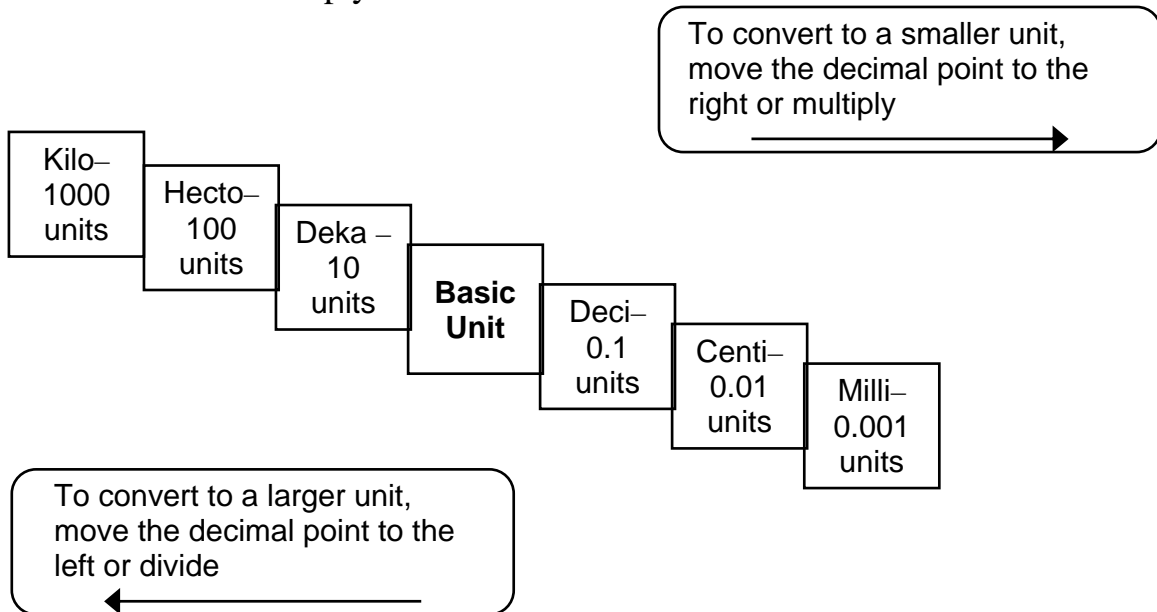 ply
To convert to a smaller unit,
move the decimal point to the
right or multiply
Kilo–
1000
units
Hecto–
100
units
Deka –
10
units
Basic
Unit
Deci–
0.1
units
Centi–
0.01
units
Milli–
0.001
units
To convert to a larger unit,
move the decimal point to the
left or divide